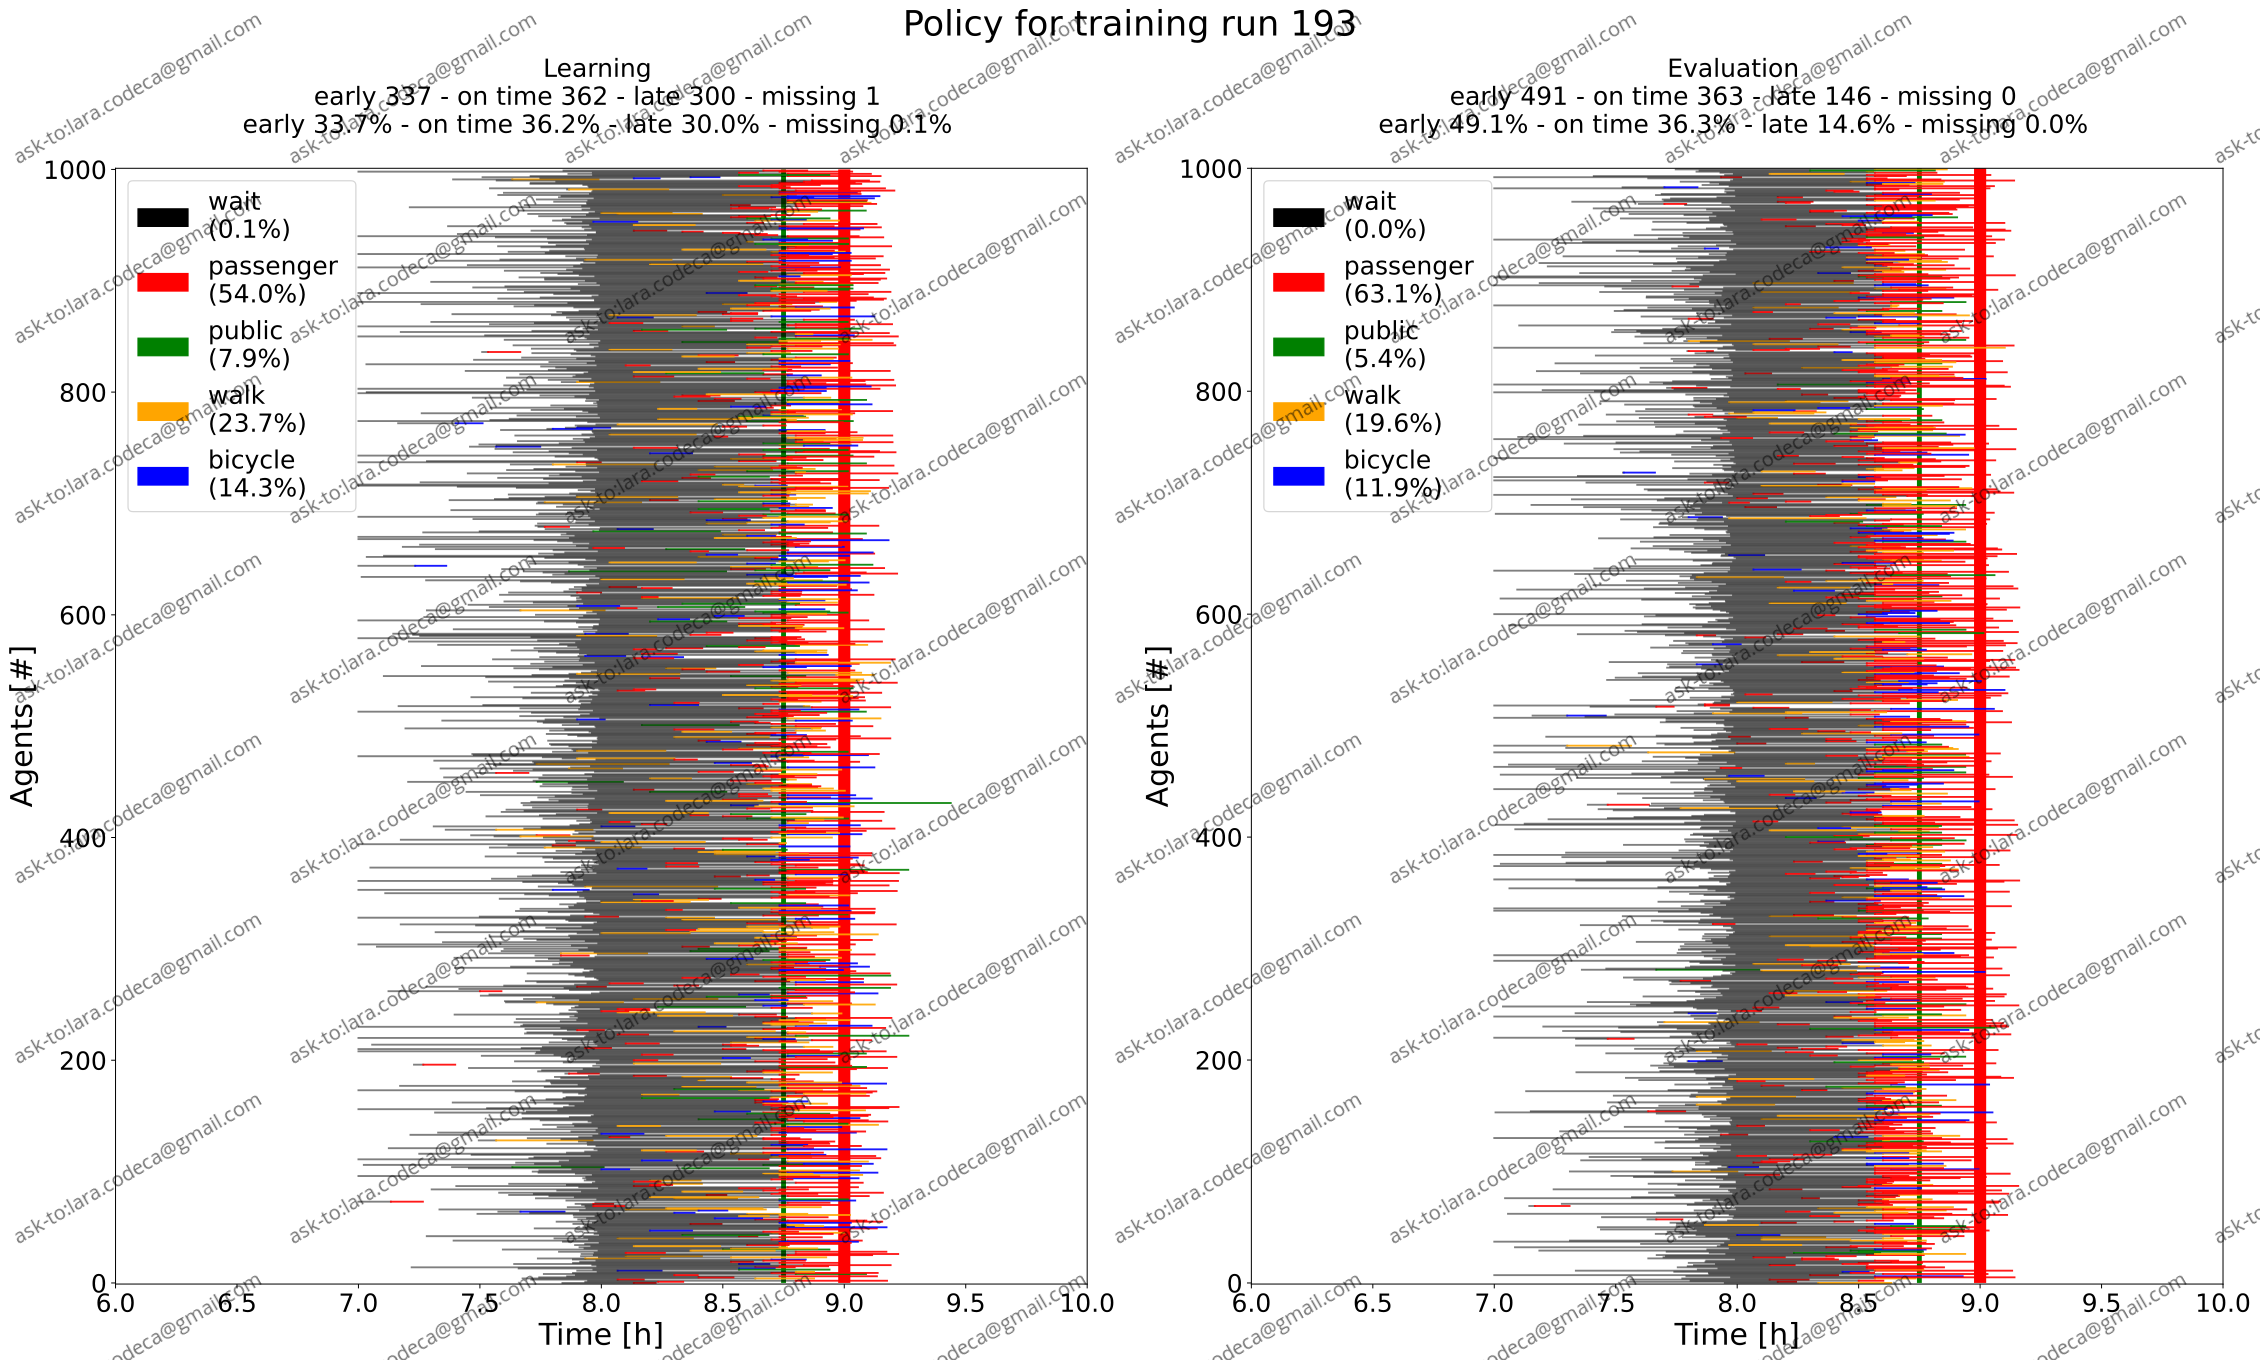 Policy for training run 193
Learning
early 337 - on time 362 - late 300 - missing 1
early 33.7% - on time 36.2% - late 30.0% - missing 0.1%
1000
800
600
400
200
0
Agents [#]
wait
(0.1%)
passenger
(54.0%)
public
(7.9%)
walk
(23.7%)
bicycle
(14.3%)
6.0 6.5 7.0 7.5 8.0 8.5 9.0 9.5 10.0
Time [h]
Evaluation
early 491 - on time 363 - late 146 - missing 0
early 49.1% - on time 36.3% - late 14.6% - missing 0.0%
1000
800
600
400
200
0
Agents [#]
wait
(0.0%)
passenger
(63.1%)
public
(5.4%)
walk
(19.6%)
bicycle
(11.9%)
6.0 6.5 7.0 7.5 8.0 8.5 9.0 9.5 10.0
Time [h]
ask-to:lara.codeca@gmail.com